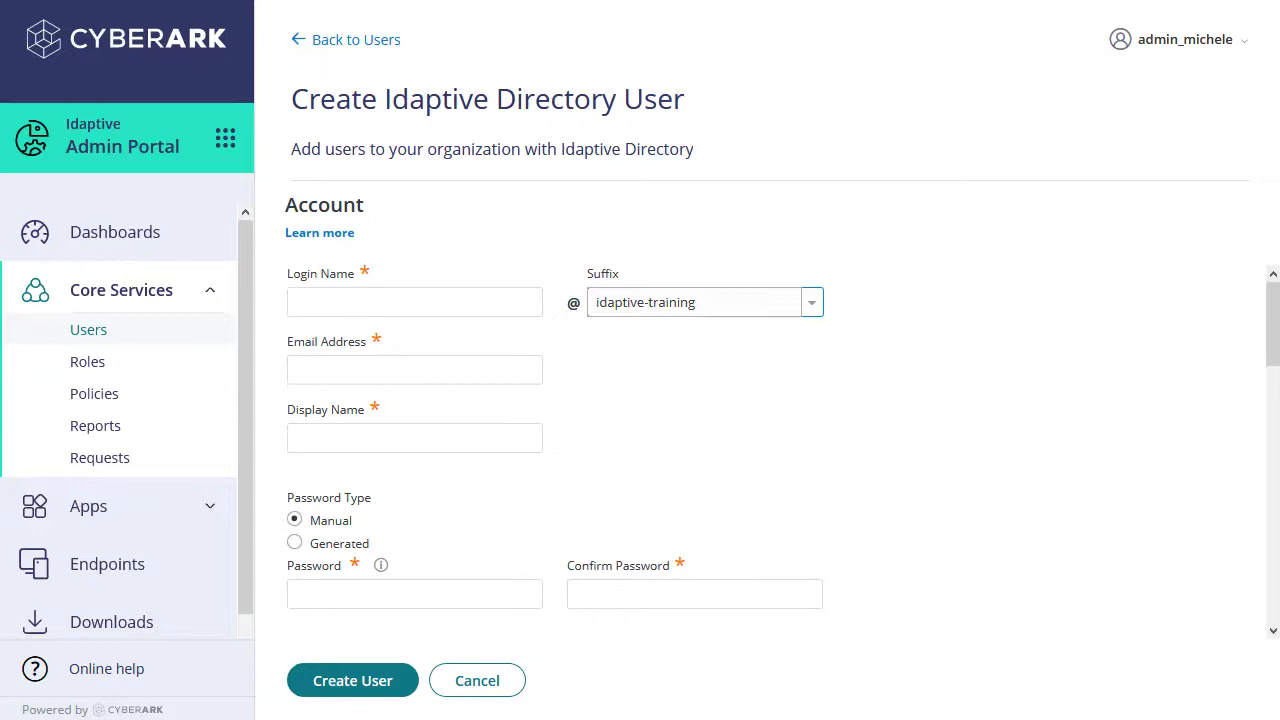 CYBERARK
Idaptive
Admin Portal
Dashboards
Core Services
Users
Roles
Policies
Reports
Requests
Apps
Endpoints
Downloads
Online help
Powered by CYBERARK
← Back to Users
admin_michele
Create Idaptive Directory User
Add users to your organization with Idaptive Directory
Account
Learn more
Login Name * Suffix
@ idaptive-training
Email Address *
Display Name *
Password Type
Manual
Generated
Password * Confirm Password *
Create User Cancel